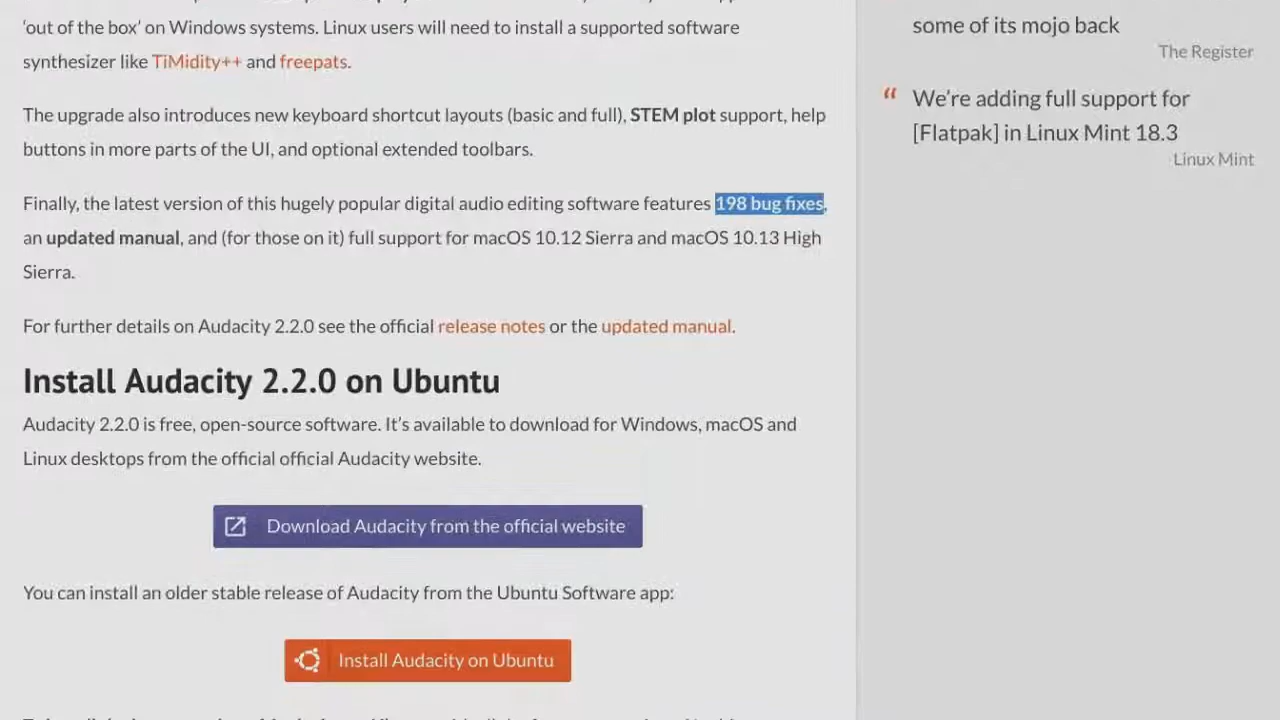 'out of the box' on Windows systems. Linux users will need to install a supported software
synthesizer like TiMidity++ and freepats.
The upgrade also introduces new keyboard shortcut layouts (basic and full), STEM plot support, help
buttons in more parts of the UI, and optional extended toolbars.
Finally, the latest version of this hugely popular digital audio editing software features 198 bug fixes,
an updated manual, and (for those on it) full support for macOS 10.12 Sierra and macOS 10.13 High
Sierra.
For further details on Audacity 2.2.0 see the official release notes or the updated manual.
Install Audacity 2.2.0 on Ubuntu
Audacity 2.2.0 is free, open-source software. It's available to download for Windows, macOS and
Linux desktops from the official official Audacity website.
Download Audacity from the official website
You can install an older stable release of Audacity from the Ubuntu Software app:
Install Audacity on Ubuntu
some of its mojo back
The Register
“ We're adding full support for
[Flatpak] in Linux Mint 18.3
Linux Mint